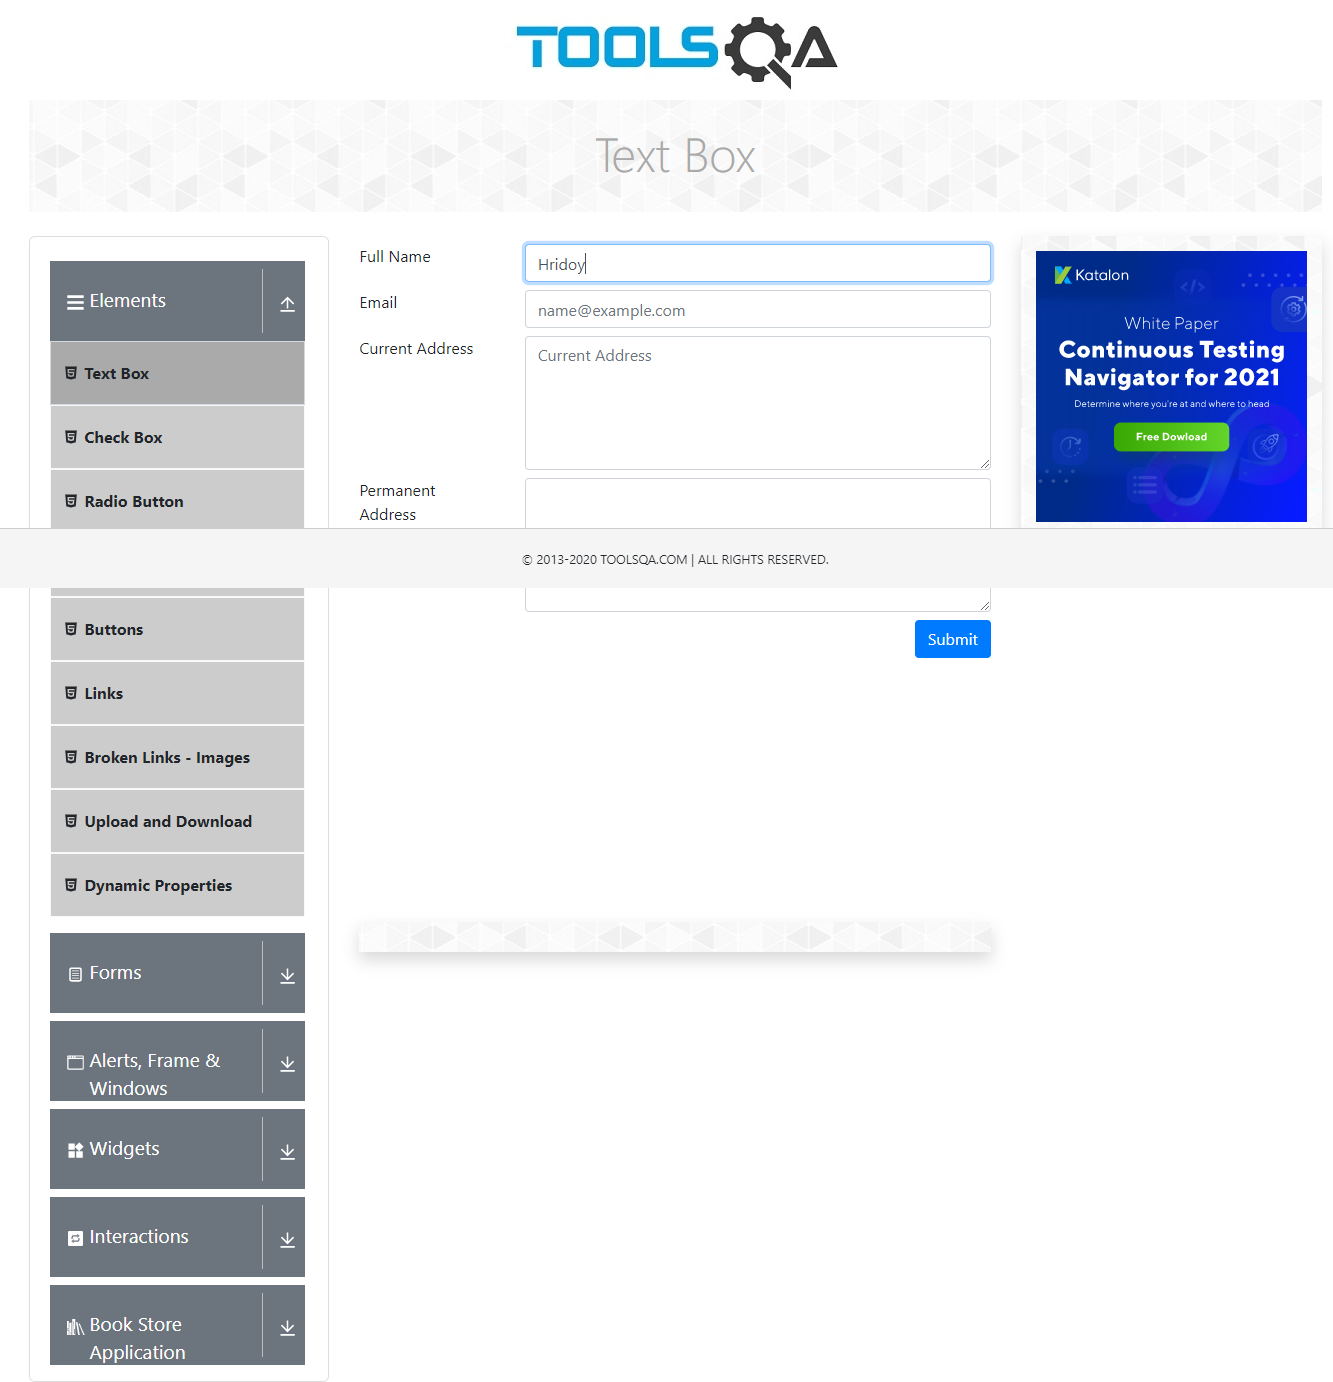 TOOLSQA
Text Box
Elements
Text Box
Check Box
Radio Button
Buttons
Links
Broken Links - Images
Upload and Download
Dynamic Properties
Forms
Alerts, Frame &
Windows
Widgets
Interactions
Book Store
Application
Full Name
Hridoy
Email
name@example.com
Current Address
Current Address
Permanent
Address
Submit
Katalon
White Paper
Continuous Testing
Navigator for 2021
Determine where you're at and where to head
Free Dowload
© 2013-2020 TOOLSQA.COM | ALL RIGHTS RESERVED.